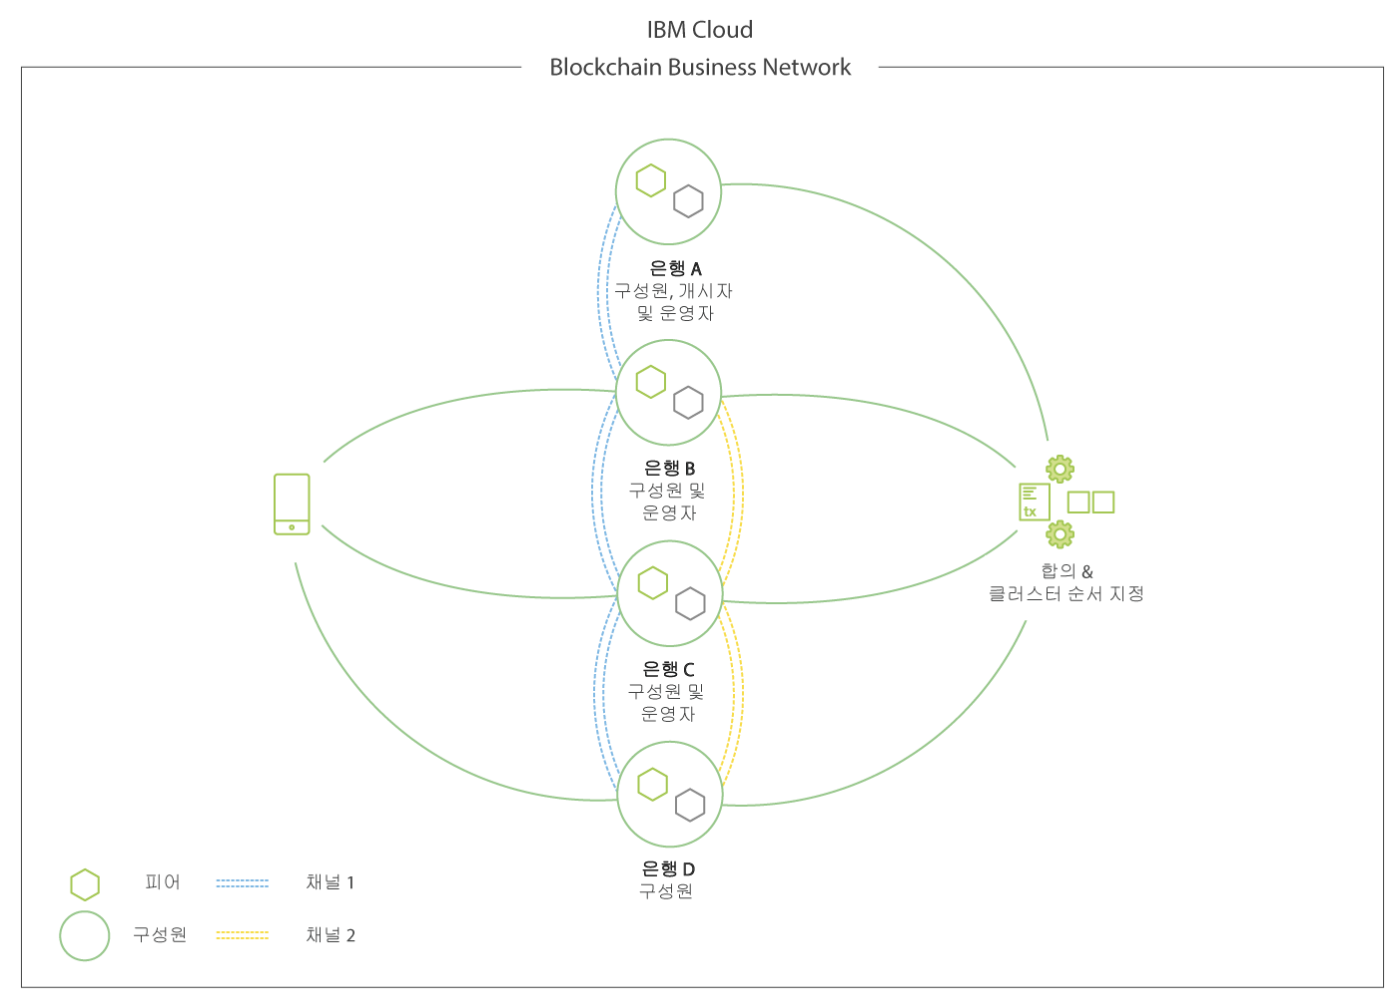 IBM Cloud
Blockchain Business Network
은행 A
구성원, 개시자
및 운영자
은행 B
구성원 및
운영자
tx
합의 &
클러스터 순서 지정
은행 C
구성원 및
운영자
은행 D
구성원
피어
채널 1
구성원
채널 2